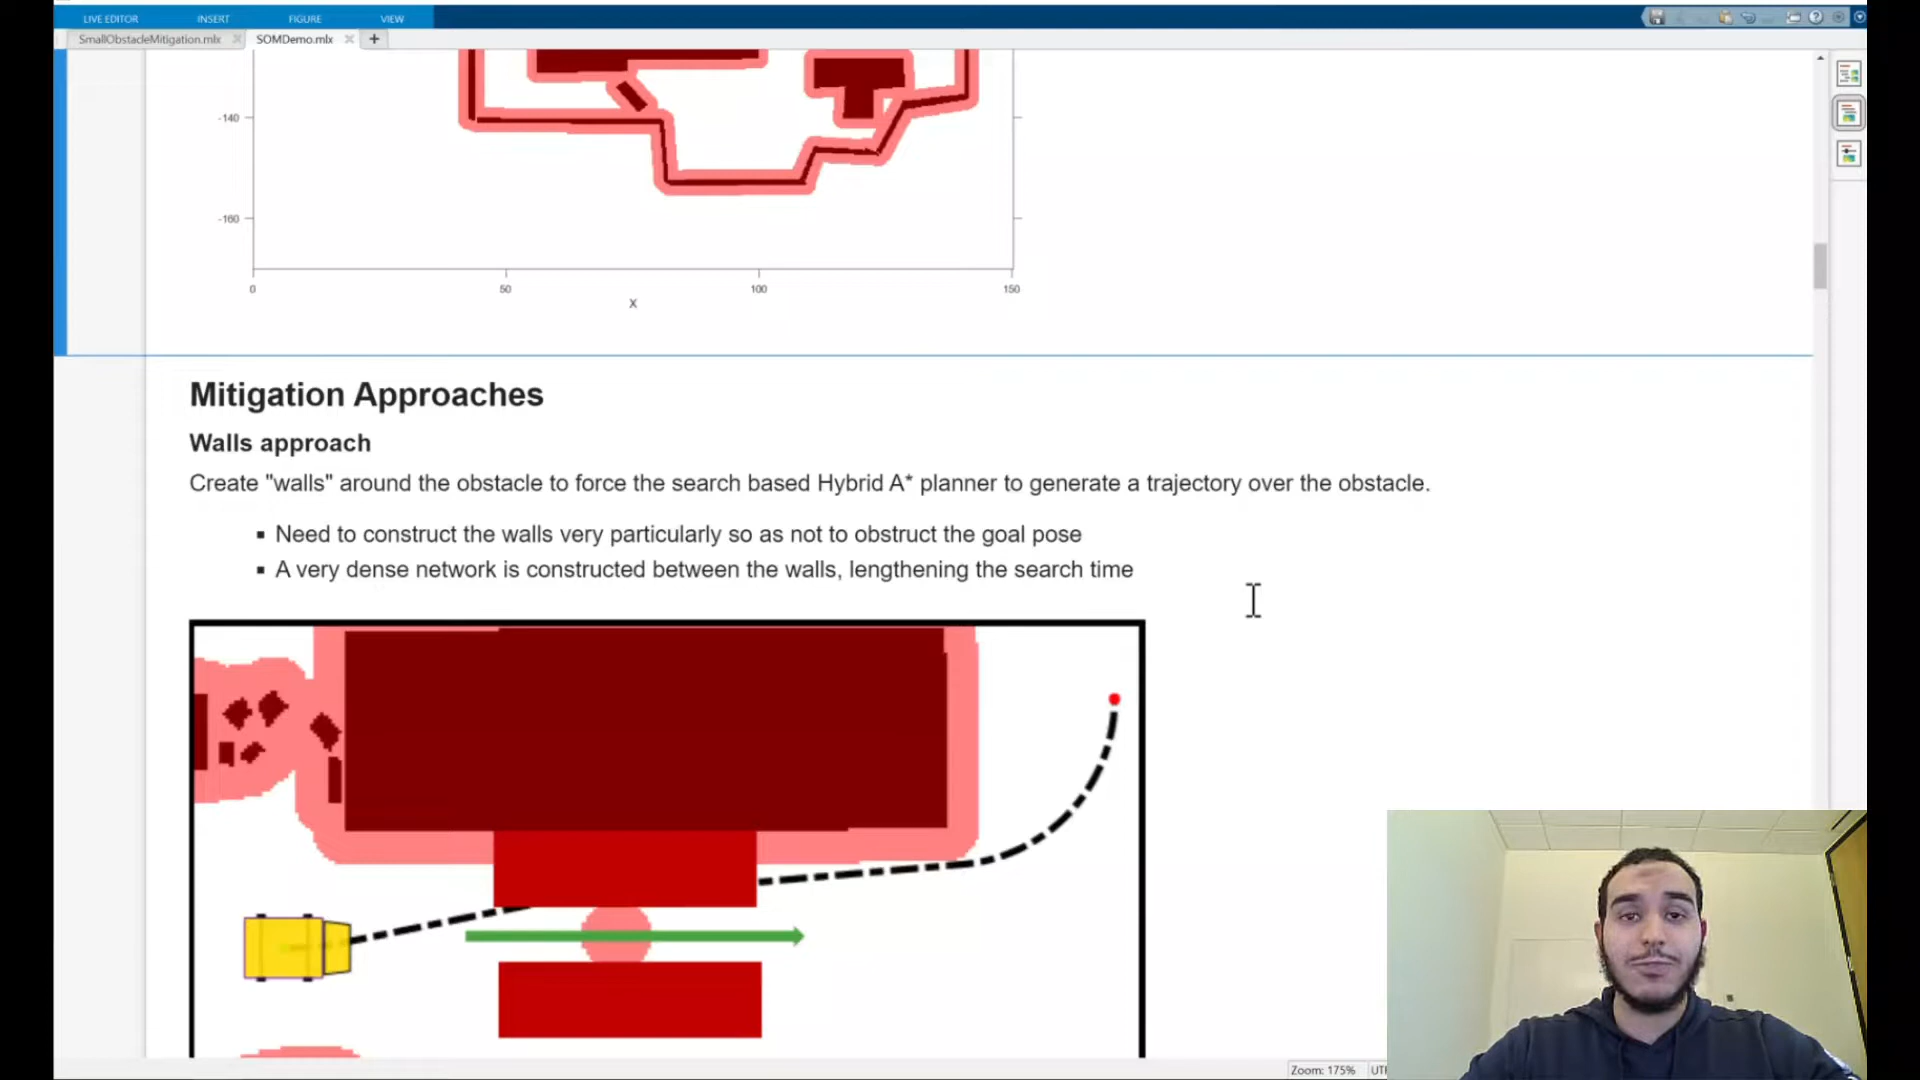 LIVE EDITOR INSERT FIGURE VIEW
SmallObstacleMitigation.mlx SOMDemo.mlx
-140
-160
0 50 100 150
X
Mitigation Approaches
Walls approach
Create "walls" around the obstacle to force the search based Hybrid A* planner to generate a trajectory over the obstacle.
Need to construct the walls very particularly so as not to obstruct the goal pose
A very dense network is constructed between the walls, lengthening the search time
Zoom: 175%